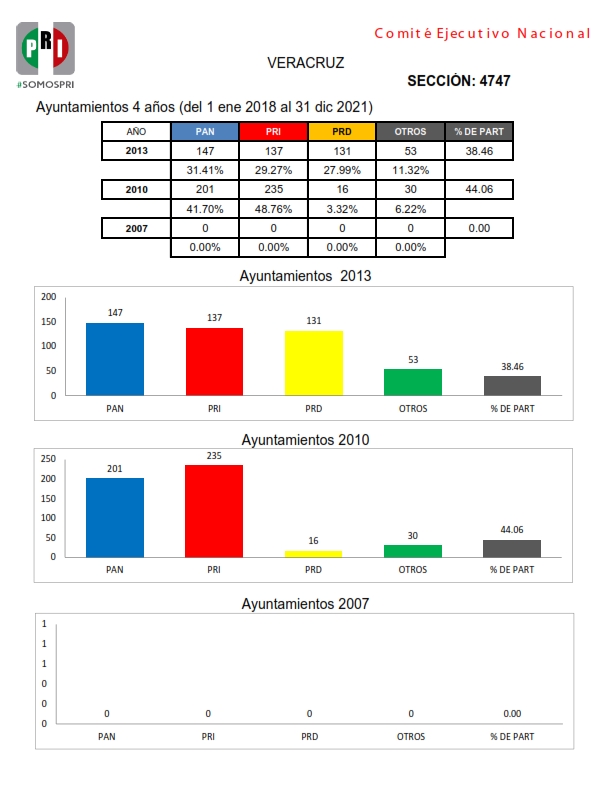 Comité Ejecutivo Nacional
PRI
#SOMOSPRI
VERACRUZ
SECCIÓN: 4747
Ayuntamientos 4 años (del 1 ene 2018 al 31 dic 2021)
AÑO PAN PRI PRD OTROS % DE PART
2013 147 137 131 53 38.46
31.41% 29.27% 27.99% 11.32%
2010 201 235 16 30 44.06
41.70% 48.76% 3.32% 6.22%
2007 0 0 0 0 0.00
0.00% 0.00% 0.00% 0.00%
Ayuntamientos  2013
200
150
100
50
0
147 137 131 53 38.46
PAN PRI PRD OTROS % DE PART
Ayuntamientos 2010
250
200
150
100
50
0
201 235 16 30 44.06
PAN PRI PRD OTROS % DE PART
Ayuntamientos 2007
1
1
1
0
0
0
0 0 0 0 0.00
PAN PRI PRD OTROS % DE PART